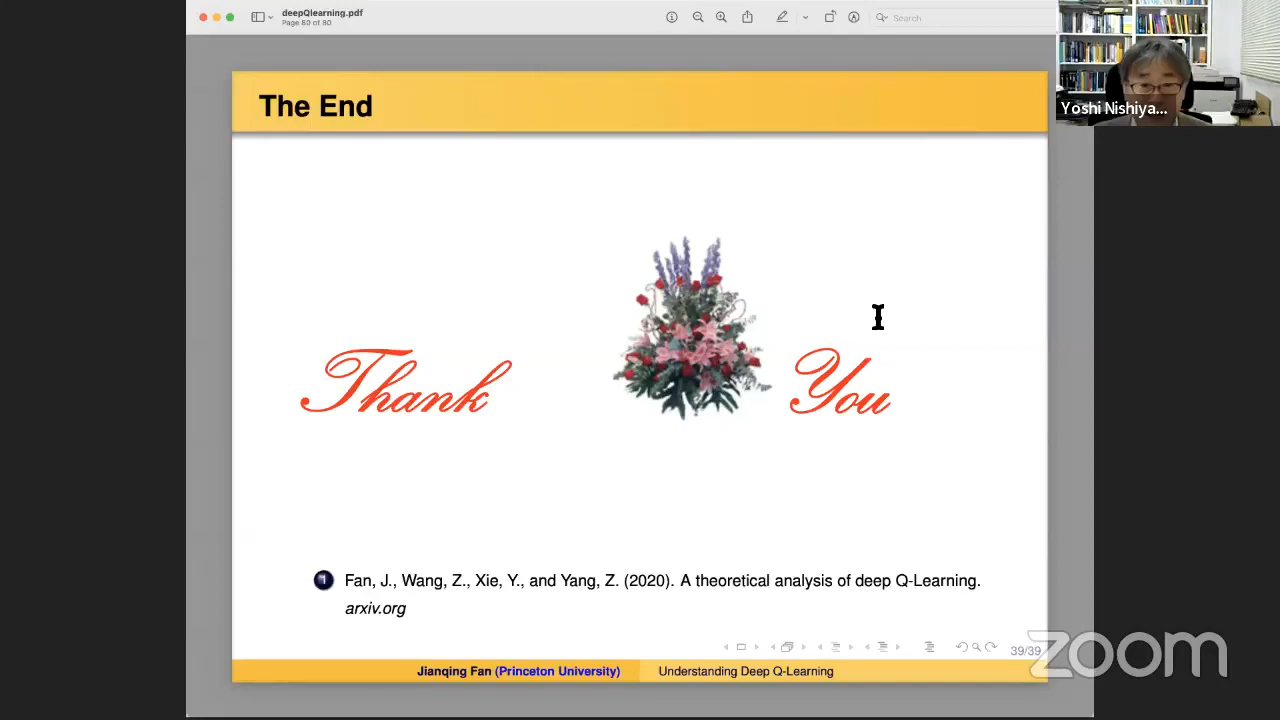 deepQlearning.pdf
Page 80 of 80
Search
Yoshi Nishiya...
The End
Thank You
1 Fan, J., Wang, Z., Xie, Y., and Yang, Z. (2020). A theoretical analysis of deep Q-Learning.
arxiv.org
39/39
Jianqing Fan (Princeton University) Understanding Deep Q-Learning
zoom